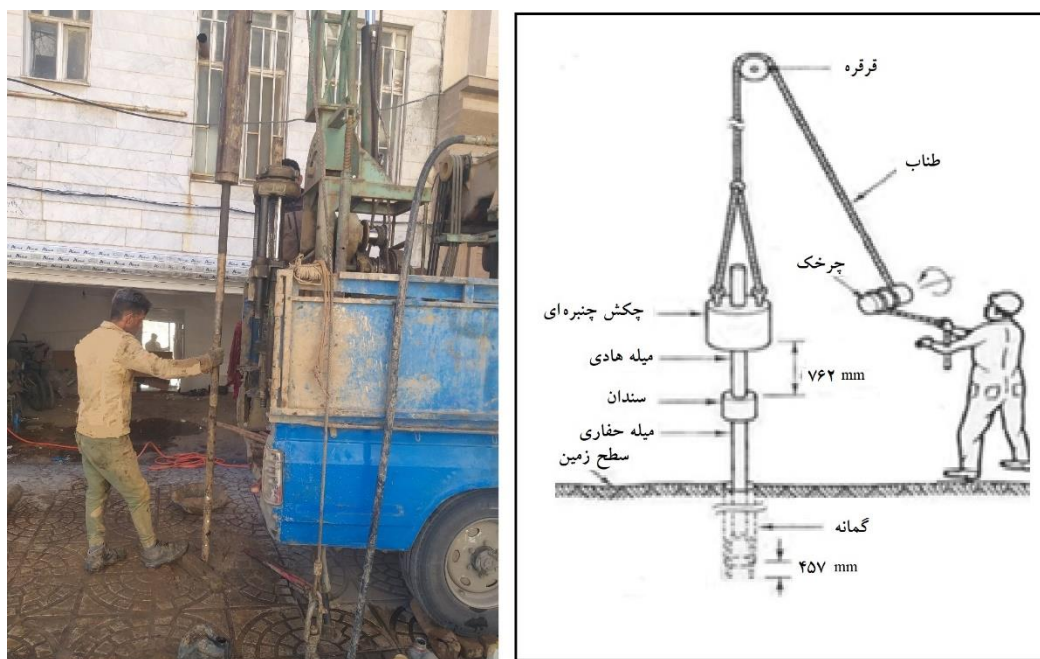 قرقره
طناب
چرخک
چکش چنبره‌ای
میله هادی
۷۶۲ mm
سندان
میله حفاری
سطح زمین
گمانه
۴۵۷ mm